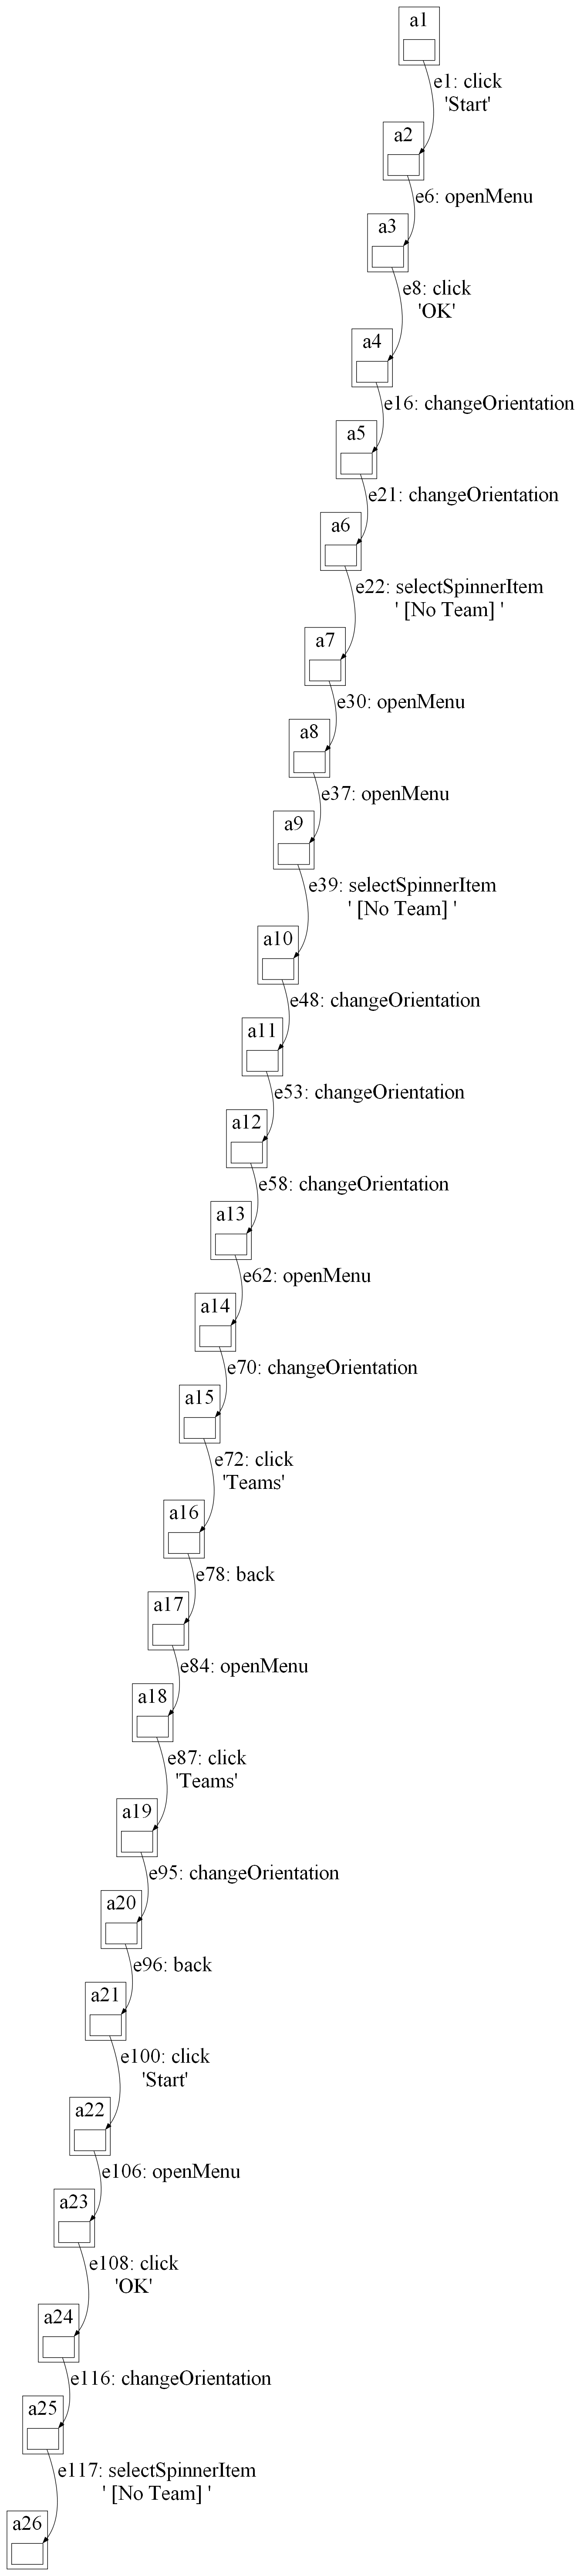 a1
e1: click
'Start'
a2
e6: openMenu
a3
e8: click
'OK'
a4
e16: changeOrientation
a5
e21: changeOrientation
a6
e22: selectSpinnerItem
' [No Team] '
a7
e30: openMenu
a8
e37: openMenu
a9
e39: selectSpinnerItem
' [No Team] '
a10
e48: changeOrientation
a11
e53: changeOrientation
a12
e58: changeOrientation
a13
e62: openMenu
a14
e70: changeOrientation
a15
e72: click
'Teams'
a16
e78: back
a17
e84: openMenu
a18
e87: click
'Teams'
a19
e95: changeOrientation
a20
e96: back
a21
e100: click
'Start'
a22
e106: openMenu
a23
e108: click
'OK'
a24
e116: changeOrientation
a25
e117: selectSpinnerItem
' [No Team] '
a26